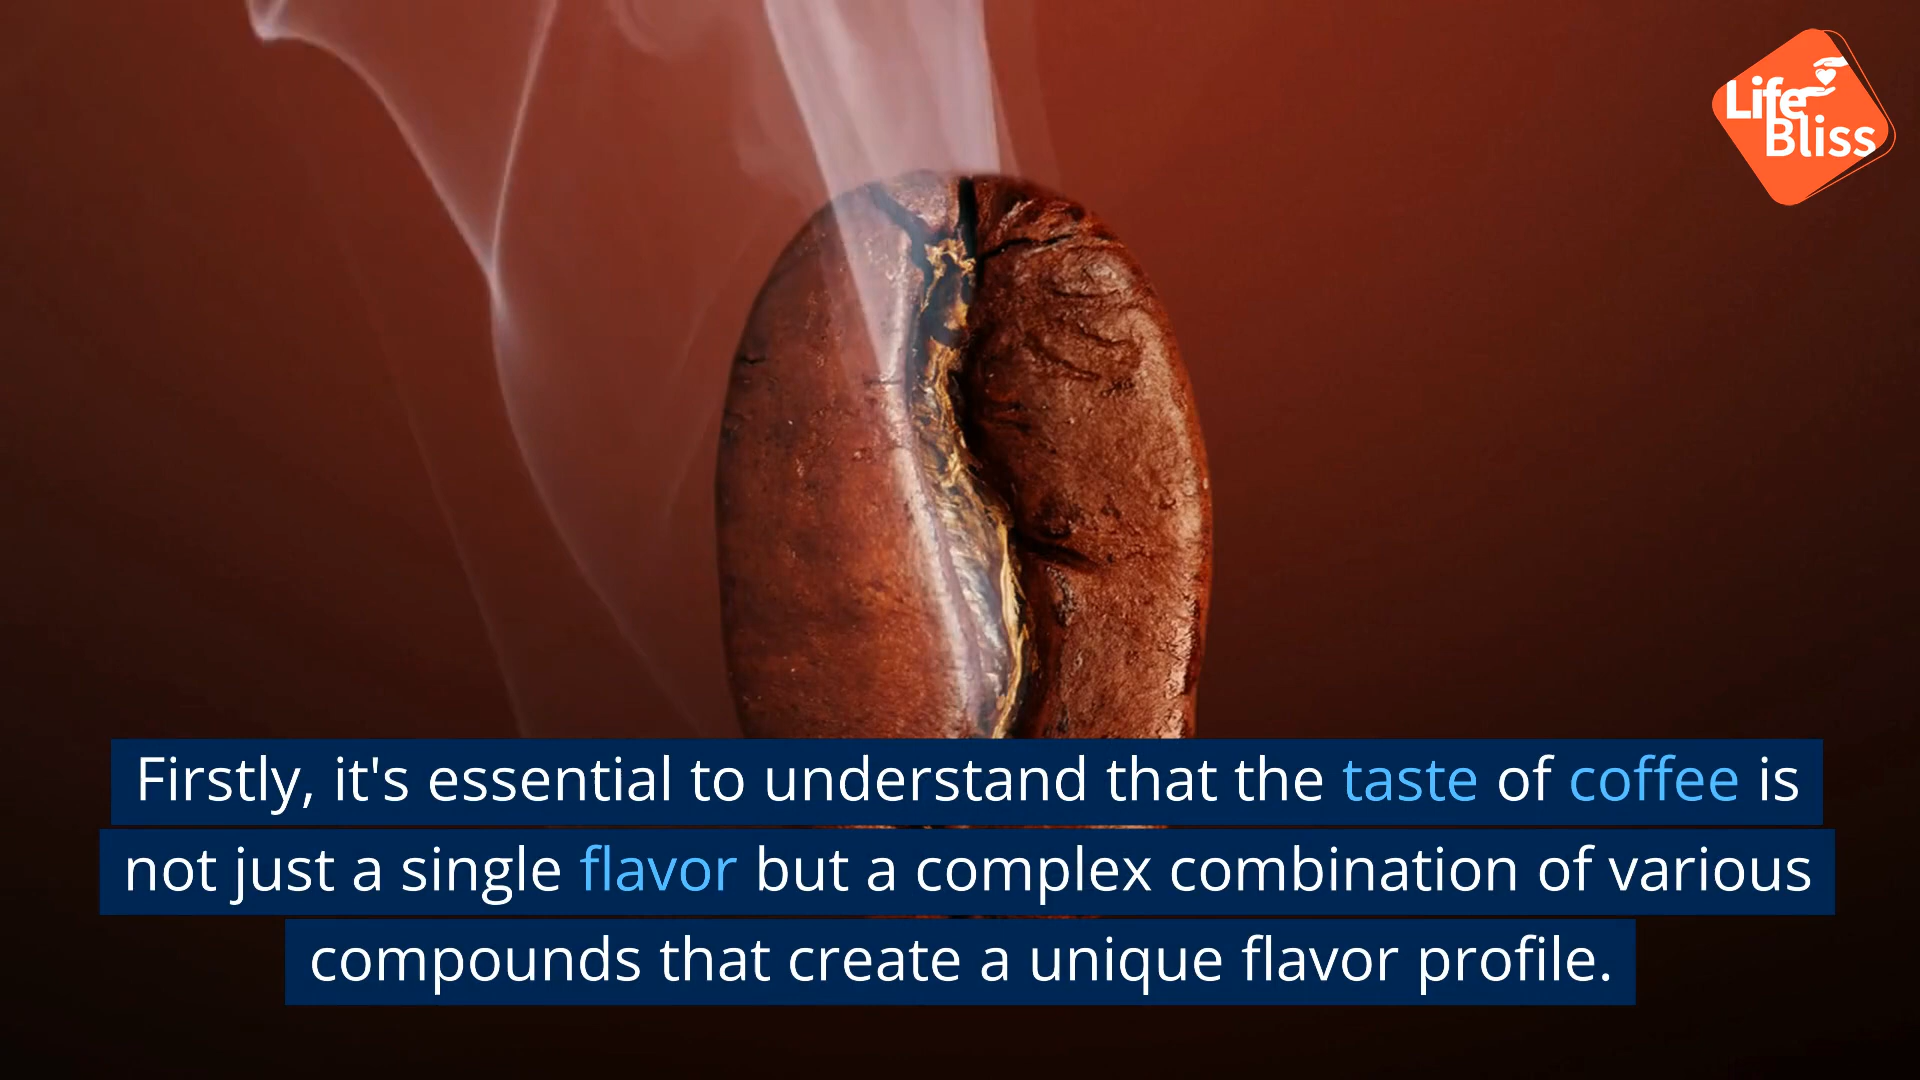 Life
Bliss
Firstly, it's essential to understand that the taste of coffee is
not just a single flavor but a complex combination of various
compounds that create a unique flavor profile.